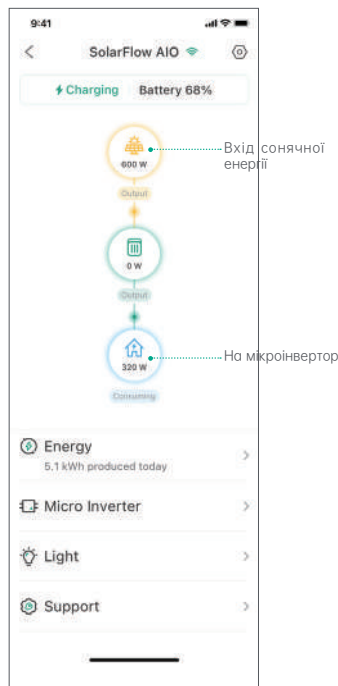 9:41
SolarFlow AIO
Charging Battery 68%
600 W
Вхід сонячної
енергії
Output
0 W
Output
320 W
На мікроінвертор
Consuming
Energy
5.1 kWh produced today
Micro Inverter
Light
Support